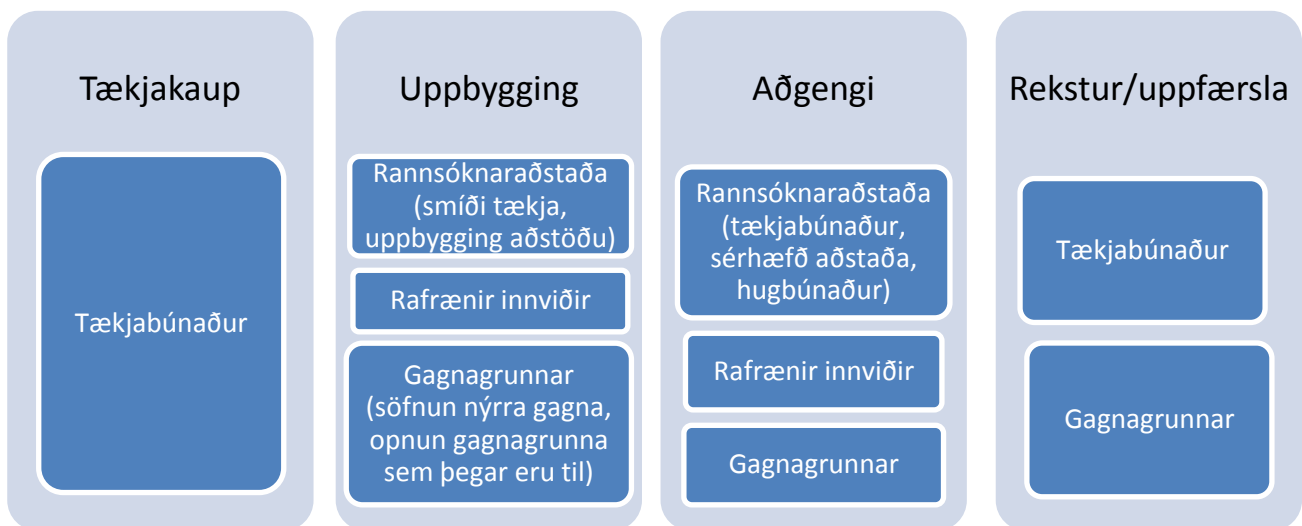 Tækjakaup
Tækjabúnaður
Uppbygging
Rannsóknaraðstaða
(smíði tækja,
uppbygging aðstöðu)
Rafrænir innviðir
Gagnagrunnar
(söfnun nýrra gagna,
opnun gagnagrunna
sem þegar eru til)
Aðgengi
Rannsóknaraðstaða
(tækjabúnaður,
sérhæfð aðstaða,
hugbúnaður)
Rafrænir innviðir
Gagnagrunnar
Rekstur/uppfærsla
Tækjabúnaður
Gagnagrunnar